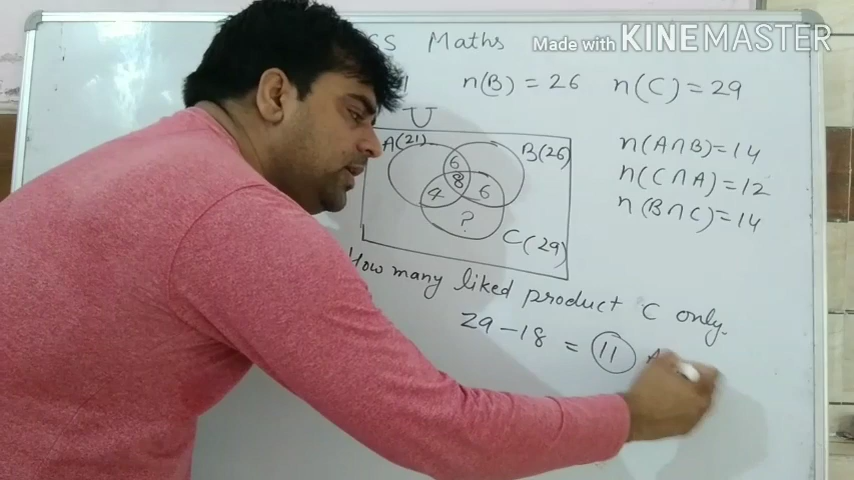 Maths
Made with KINEMASTER
n(B) = 26 n(C) = 29
U
A(21)
B(26)
6
8
4 6
?
C(29)
n(A∩B)=14
n(C∩A)=12
n(B∩C)=14
How many liked product C only.
29-18 = 11